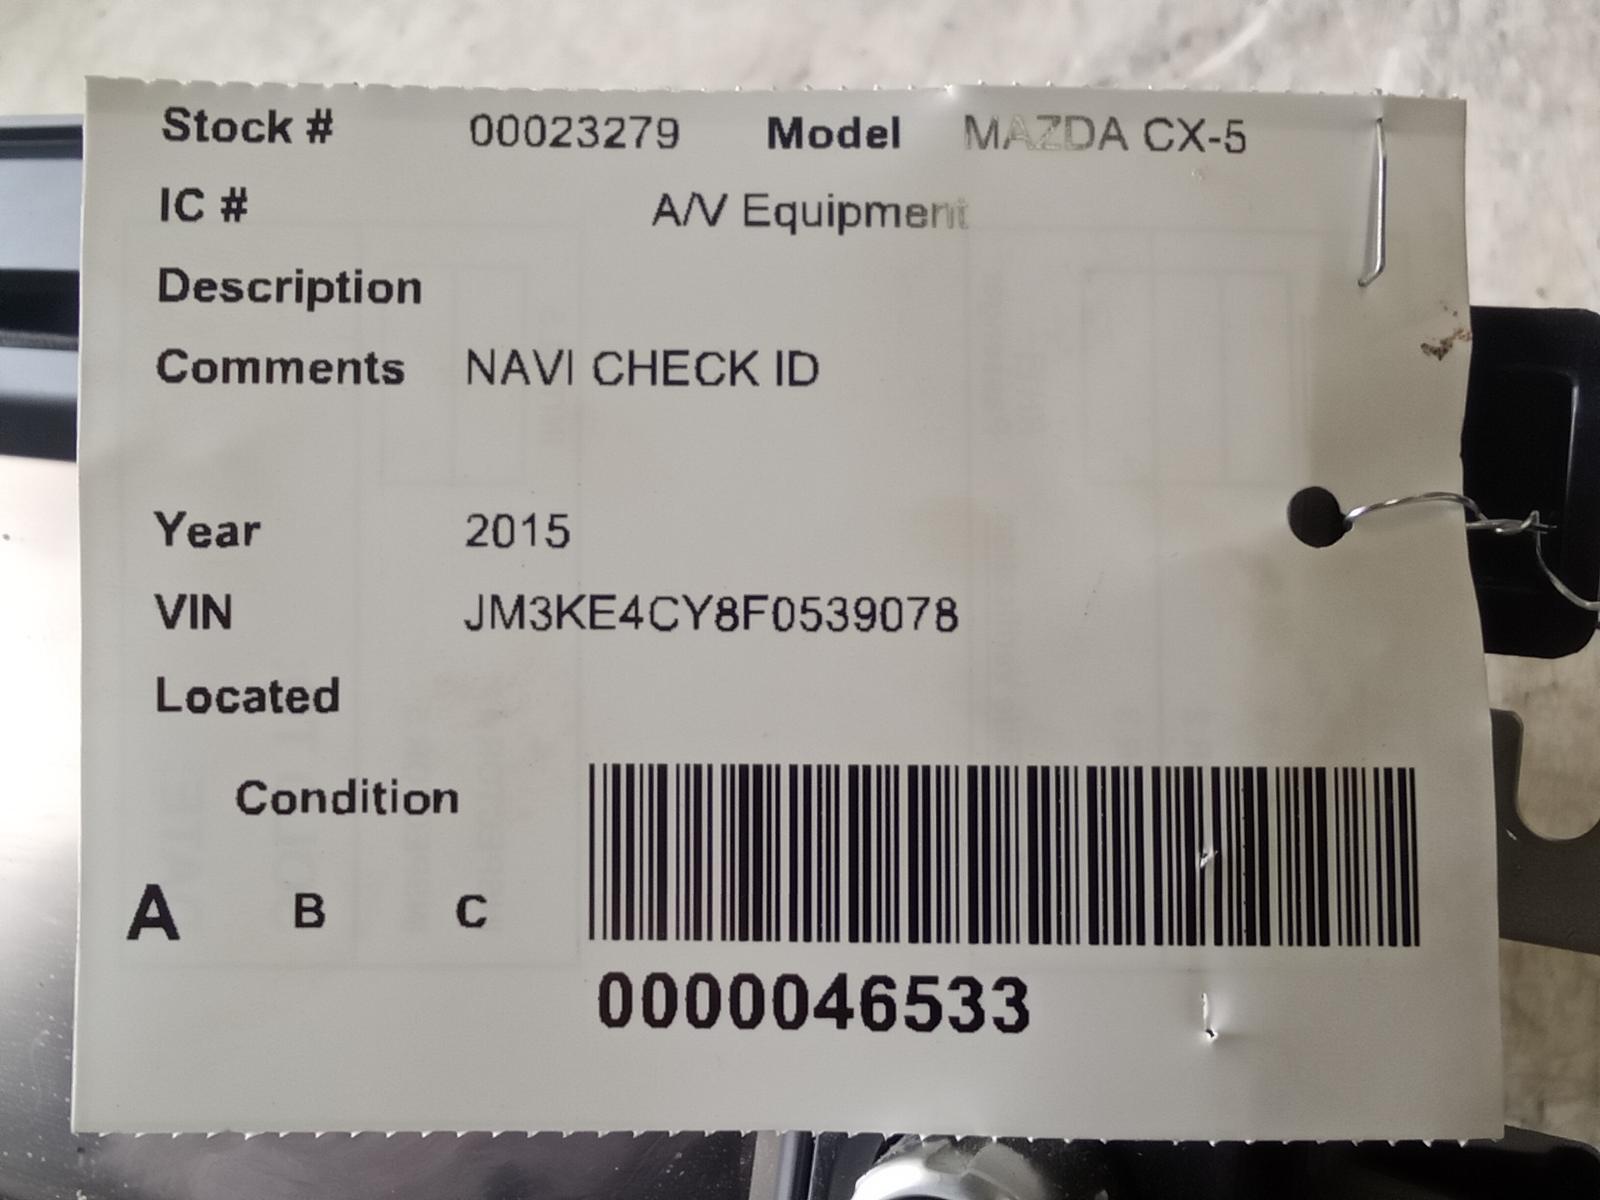 Stock # 00023279 Model MAZDA CX-5
IC # A/V Equipment
Description
Comments NAVI CHECK ID
Year 2015
VIN JM3KE4CY8F0539078
Located
Condition
A B C
0000046533